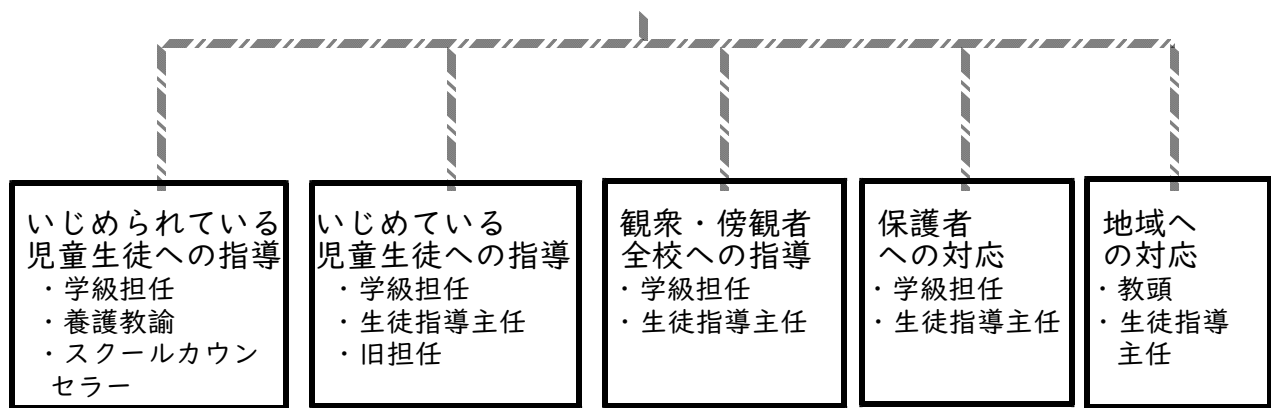 いじめられている
児童生徒への指導
・学級担任
・養護教諭
・スクールカウン
セラー
いじめている
児童生徒への指導
・学級担任
・生徒指導主任
・旧担任
観衆・傍観者
全校への指導
・学級担任
・生徒指導主任
保護者
への対応
・学級担任
・生徒指導主任
地域へ
の対応
・教頭
・生徒指導
主任